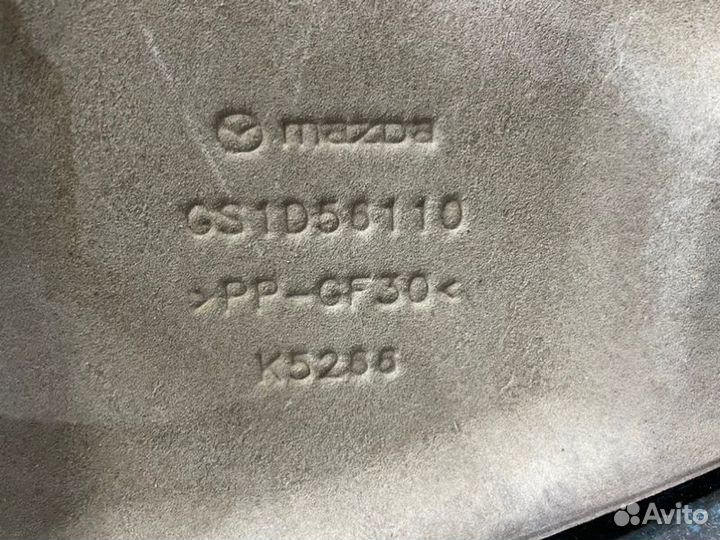 mazda
GS1D56110
>PP-GF30<
K5266
Avito